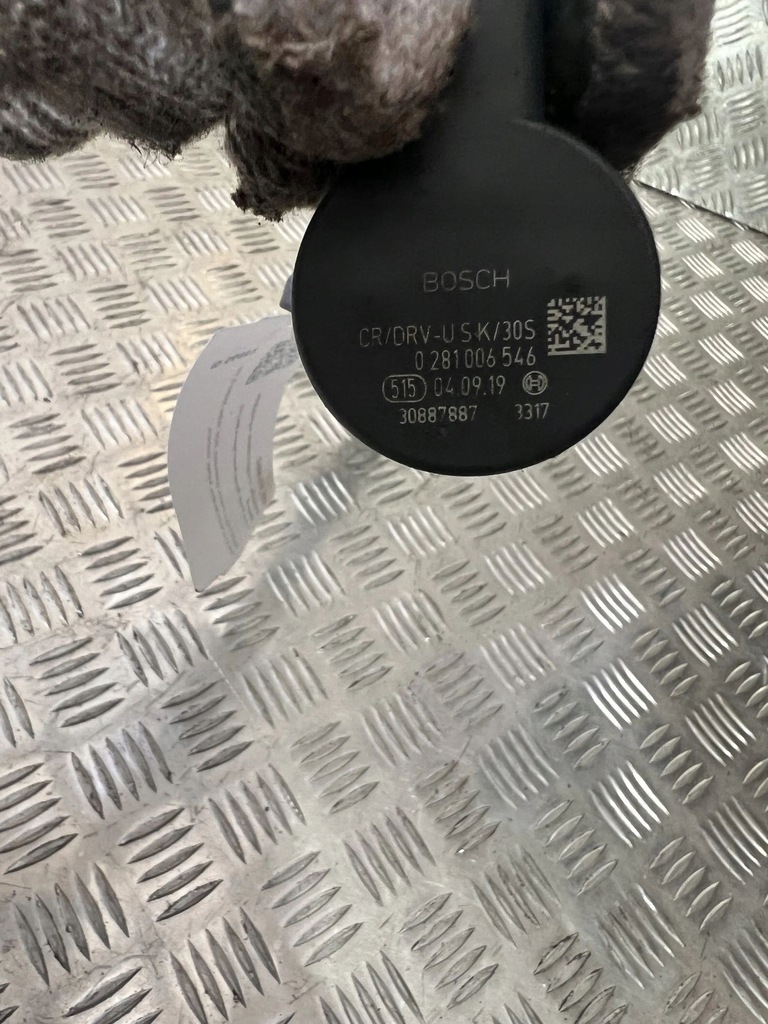 BOSCH
CR/DRV-U S·K/30S
0 281 006 546
515 04.09.19
30887887 3317